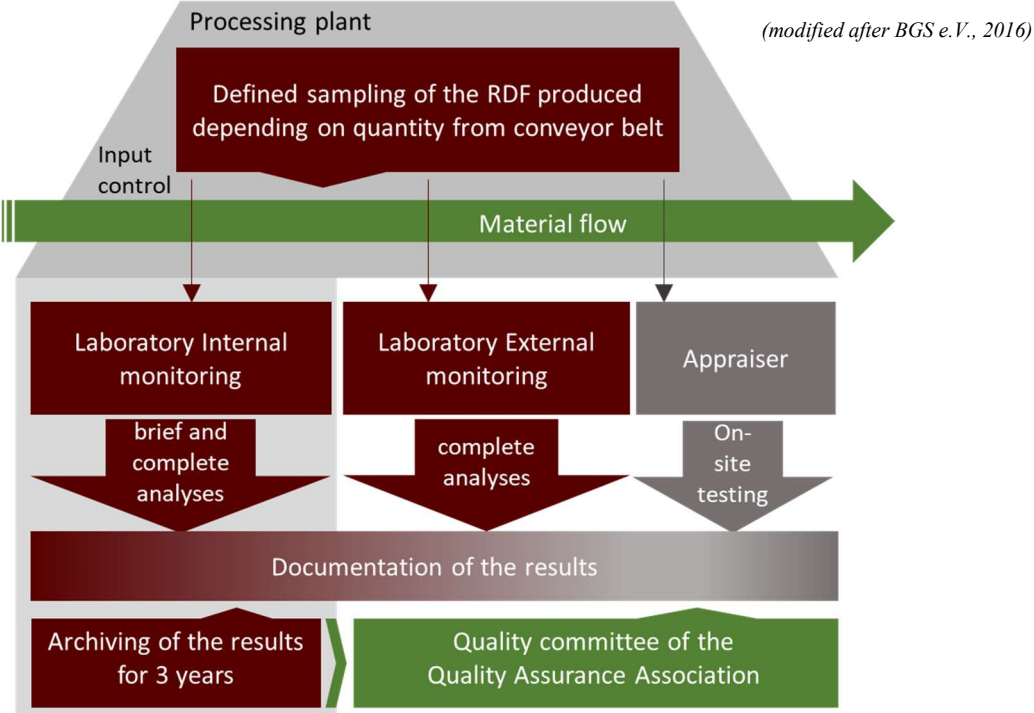 Processing plant
(modified after BGS e.V., 2016)
Defined sampling of the RDF produced
depending on quantity from conveyor belt
Input
control
Material flow
Laboratory Internal
monitoring
Laboratory External
monitoring
Appraiser
brief and
complete
analyses
complete
analyses
On-
site
testing
Documentation of the results
Archiving of the results
for 3 years
Quality committee of the
Quality Assurance Association